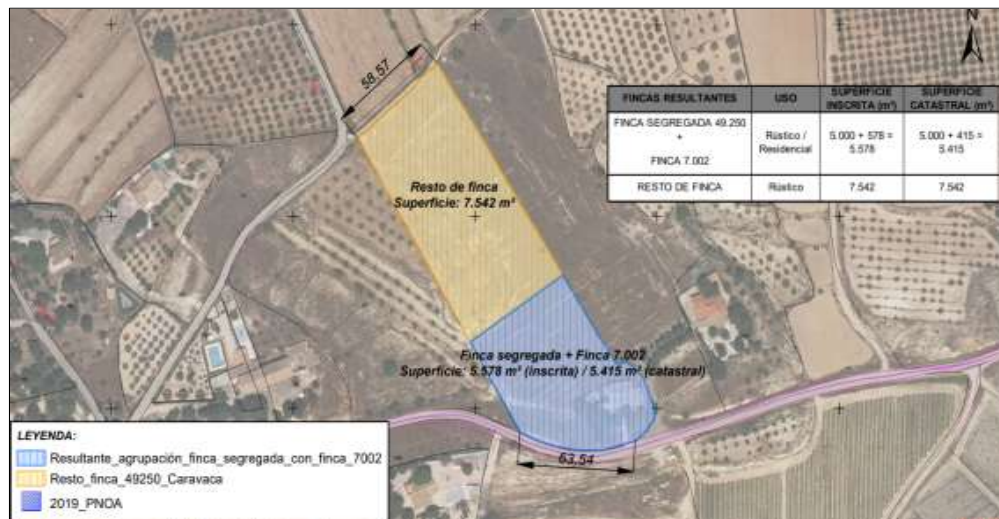 N
58,57
FINCAS RESULTANTES
USO
SUPERFICIE INSCRITA (m²)
SUPERFICIE CATASTRAL (m²)
FINCA SEGREGADA 49.250
+
FINCA 7.002
Rústico /
Residencial
5.000 + 578 =
5.578
5.000 + 415 =
5.415
RESTO DE FINCA
Rústico
7.542
7.542
Resto de finca
Superficie: 7.542 m²
Finca segregada + Finca 7.002
Superficie: 5.578 m² (inscrita) / 5.415 m² (catastral)
63,54
LEYENDA:
Resultante_agrupación_finca_segregada_con_finca_7002
Resto_finca_49250_Caravaca
2019_PNOA